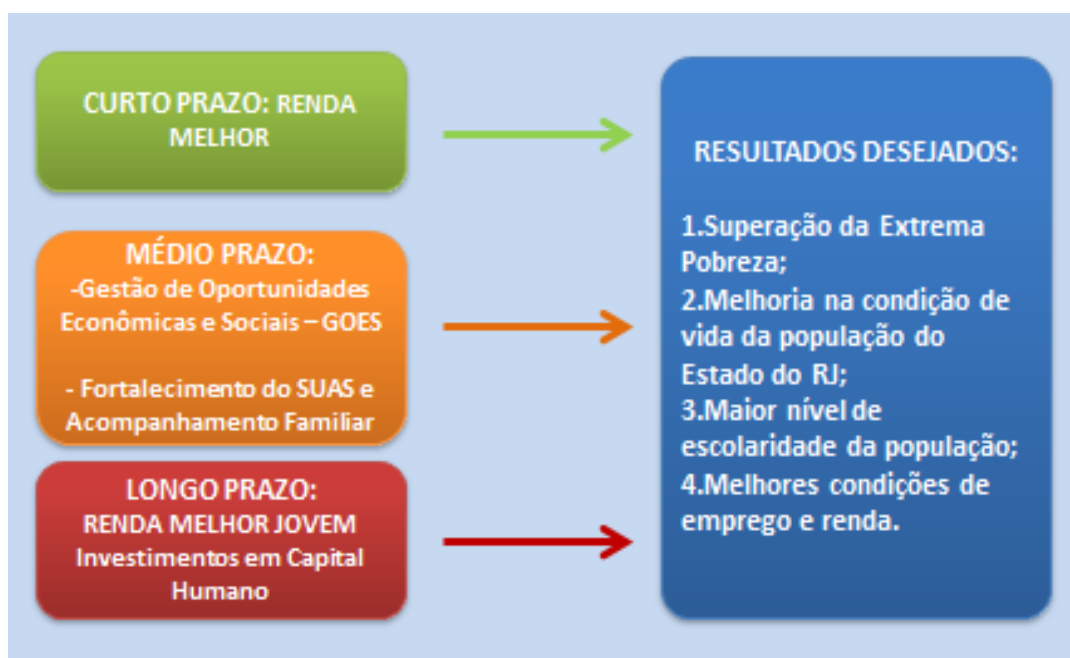 CURTO PRAZO: RENDA
MELHOR
MÉDIO PRAZO:
-Gestão de Oportunidades
Econômicas e Sociais – GOES
- Fortalecimento do SUAS e
Acompanhamento Familiar
LONGO PRAZO:
RENDA MELHOR JOVEM
Investimentos em Capital
Humano
RESULTADOS DESEJADOS:
1.Superação da Extrema
Pobreza;
2.Melhoria na condição de
vida da população do
Estado do RJ;
3.Maior nível de
escolaridade da população;
4.Melhores condições de
emprego e renda.